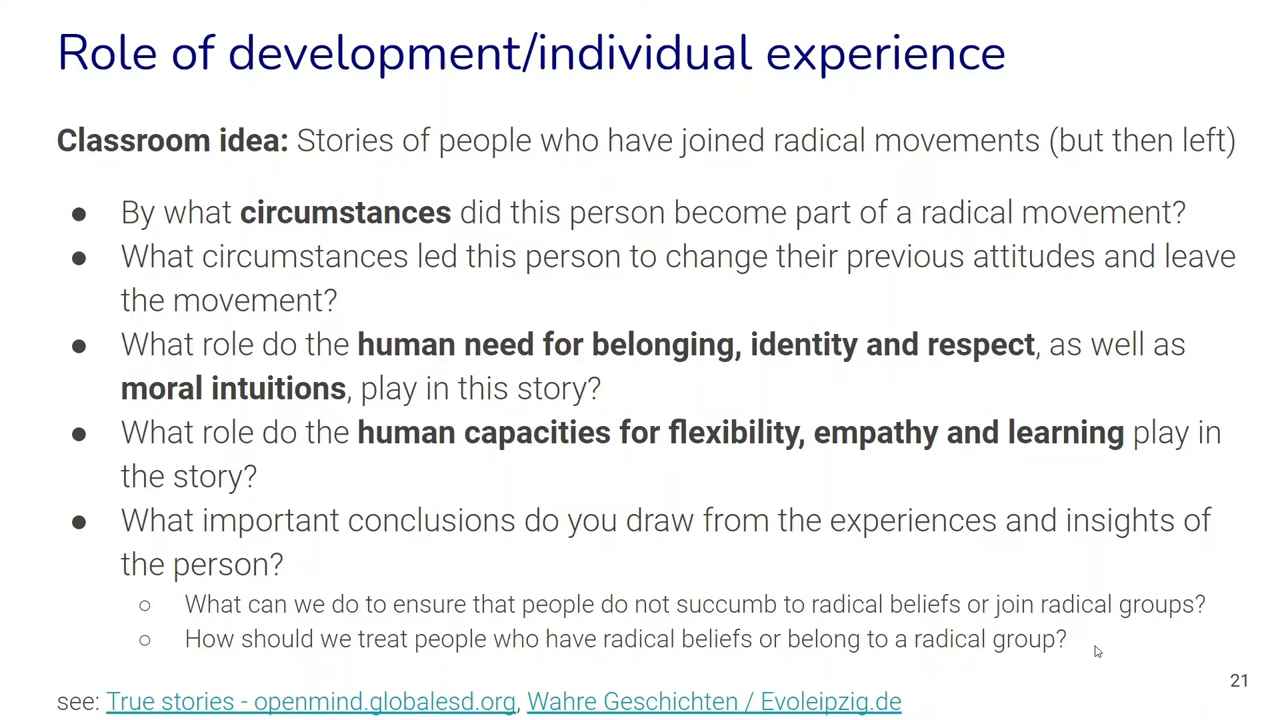 Role of development/individual experience
Classroom idea: Stories of people who have joined radical movements (but then left)
● By what circumstances did this person become part of a radical movement?
● What circumstances led this person to change their previous attitudes and leave
the movement?
● What role do the human need for belonging, identity and respect, as well as
moral intuitions, play in this story?
● What role do the human capacities for flexibility, empathy and learning play in
the story?
● What important conclusions do you draw from the experiences and insights of
the person?
○ What can we do to ensure that people do not succumb to radical beliefs or join radical groups?
○ How should we treat people who have radical beliefs or belong to a radical group?
21
see: True stories - openmind.globalesd.org, Wahre Geschichten / Evoleipzig.de